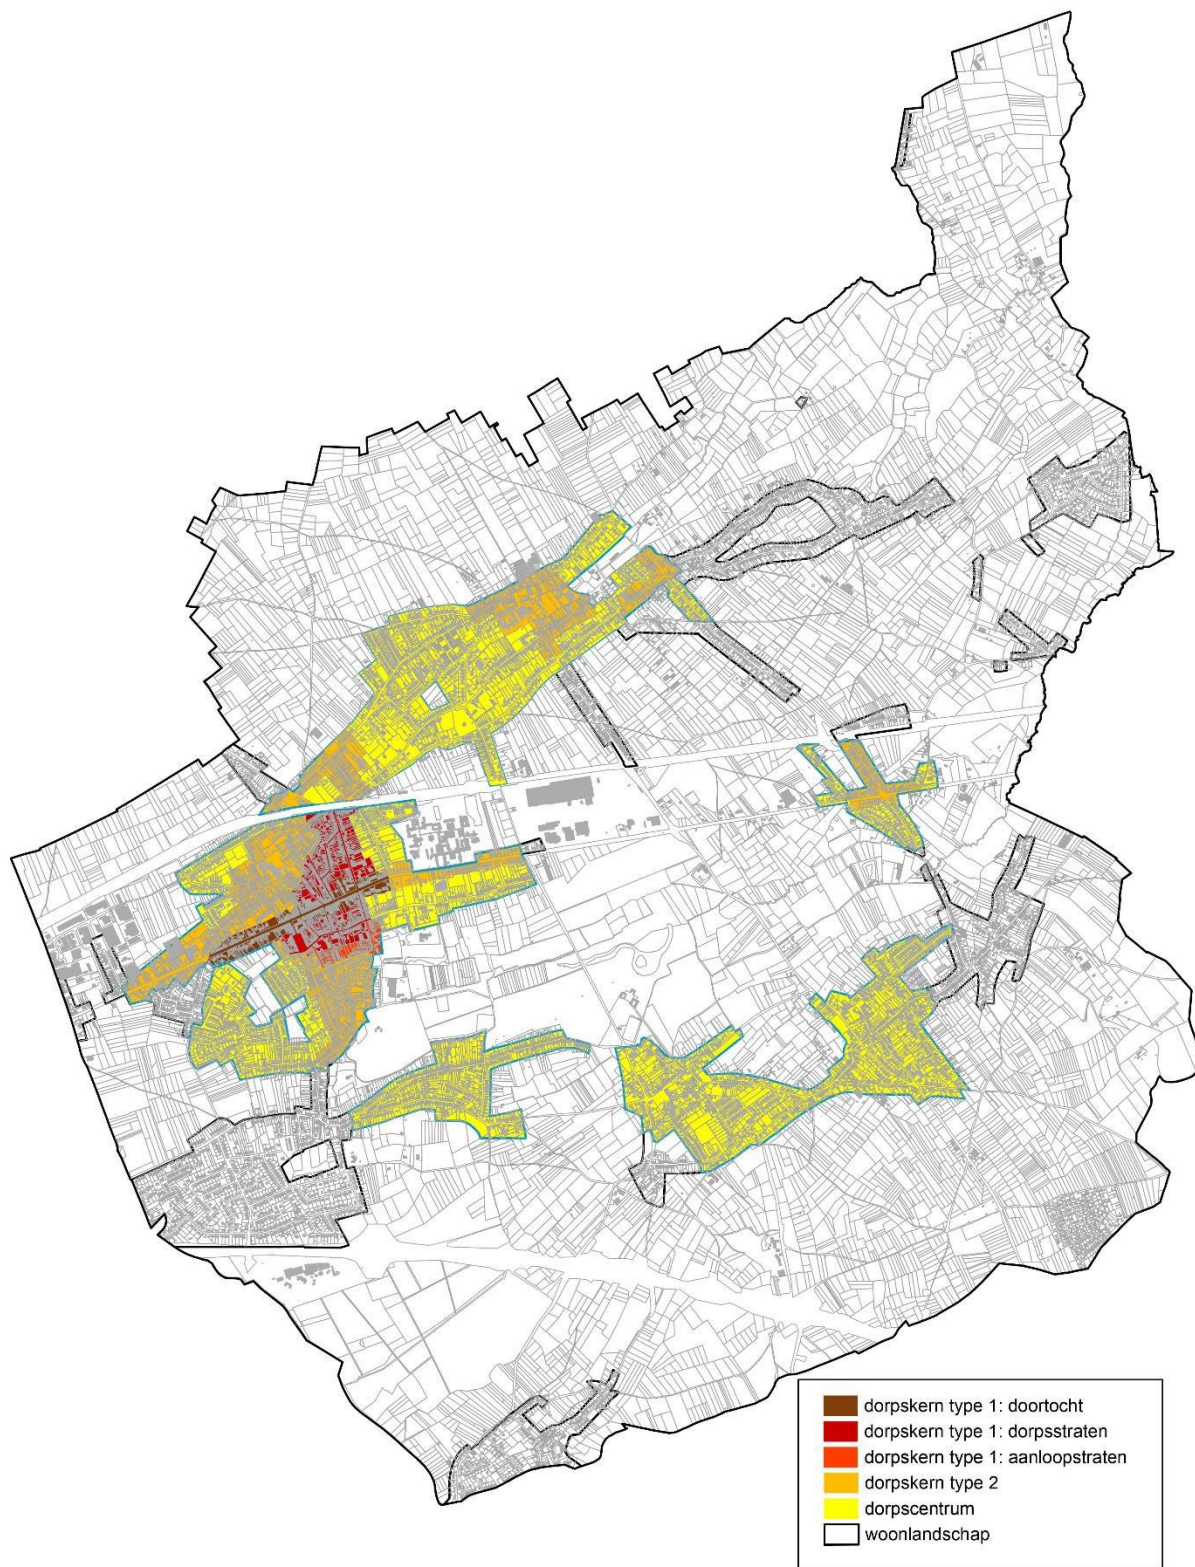 dorpskern type 1: doortocht
dorpskern type 1: dorpsstraten
dorpskern type 1: aanloopstraten
dorpskern type 2
dorpscentrum
woonlandschap